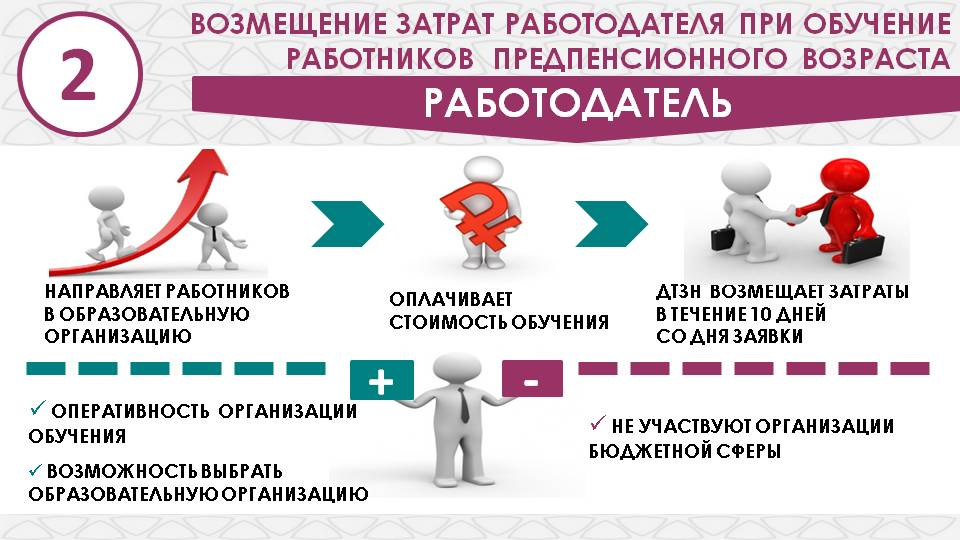 2
ВОЗМЕЩЕНИЕ ЗАТРАТ РАБОТОДАТЕЛЯ ПРИ ОБУЧЕНИЕ
РАБОТНИКОВ ПРЕДПЕНСИОННОГО ВОЗРАСТА
РАБОТОДАТЕЛЬ
НАПРАВЛЯЕТ РАБОТНИКОВ
В ОБРАЗОВАТЕЛЬНУЮ
ОРГАНИЗАЦИЮ
ОПЛАЧИВАЕТ
СТОИМОСТЬ ОБУЧЕНИЯ
ДТЗН ВОЗМЕЩАЕТ ЗАТРАТЫ
В ТЕЧЕНИЕ 10 ДНЕЙ
СО ДНЯ ЗАЯВКИ
+
-
✓ ОПЕРАТИВНОСТЬ ОРГАНИЗАЦИИ
ОБУЧЕНИЯ
✓ ВОЗМОЖНОСТЬ ВЫБРАТЬ
ОБРАЗОВАТЕЛЬНУЮ ОРГАНИЗАЦИЮ
✓ НЕ УЧАСТВУЮТ ОРГАНИЗАЦИИ
БЮДЖЕТНОЙ СФЕРЫ